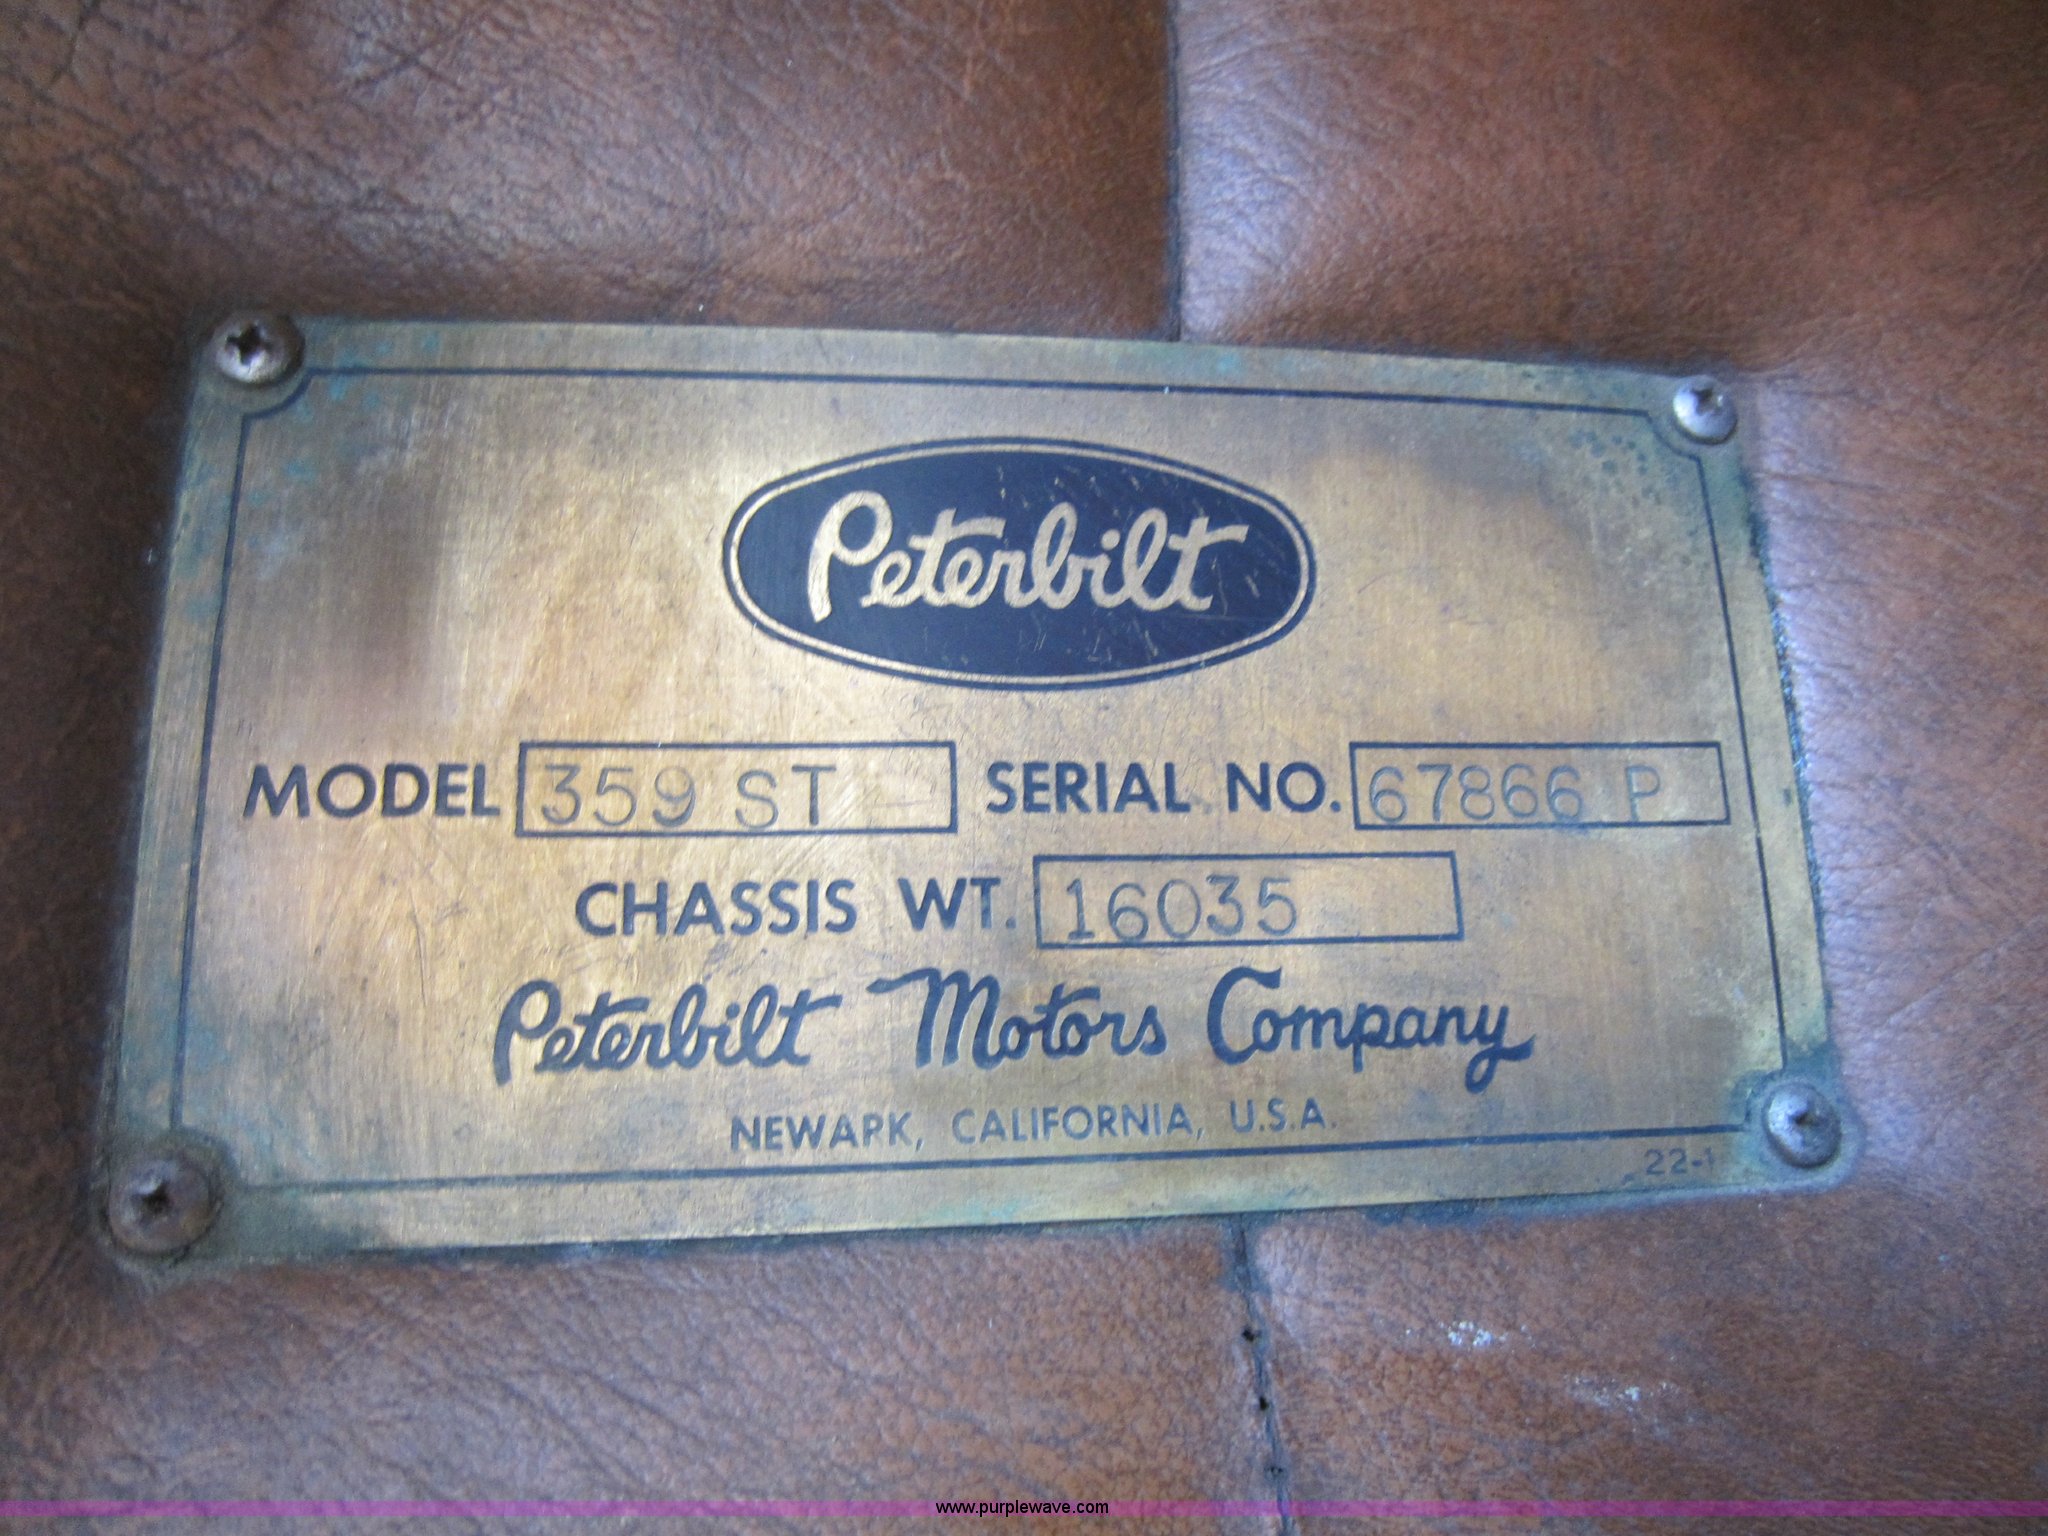 Peterbilt
MODEL 359 ST SERIAL NO. 67866 P
CHASSIS WT. 16035
Peterbilt Motors Company
NEWARK, CALIFORNIA, U.S.A.
22-1
www.purplewave.com